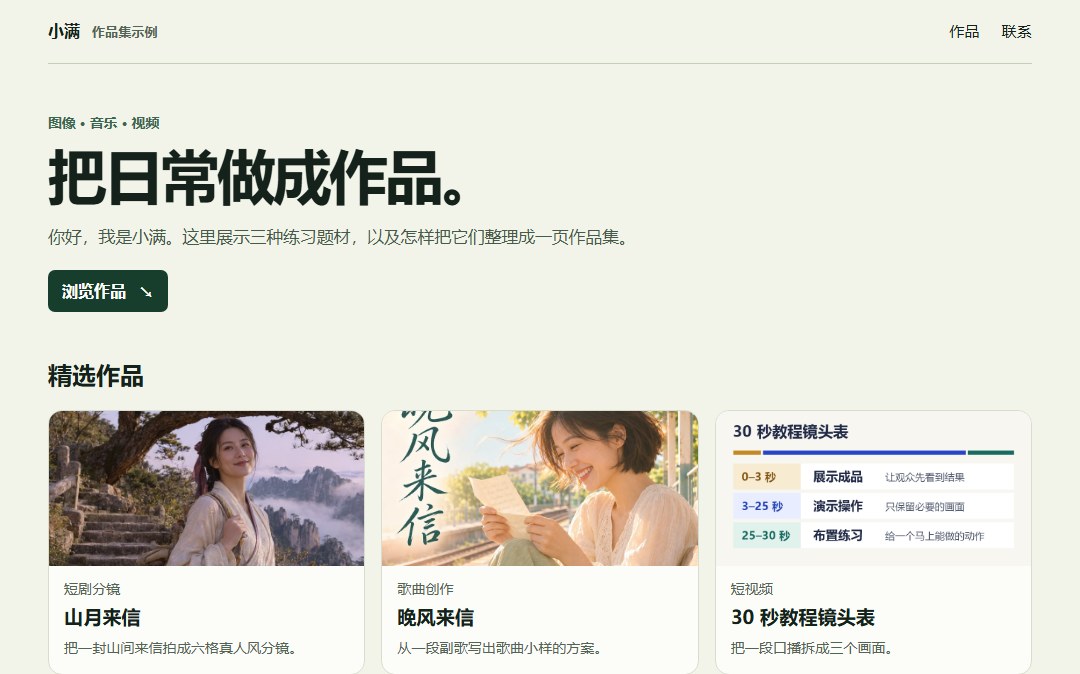 小满 作品集示例
作品 联系
图像 • 音乐 • 视频
把日常做成作品。
你好，我是小满。这里展示三种练习题材，以及怎样把它们整理成一页作品集。
浏览作品 ↘
精选作品
晚风来信
30 秒教程镜头表
0–3 秒 展示成品 让观众先看到结果
3–25 秒 演示操作 只保留必要的画面
25–30 秒 布置练习 给一个马上能做的动作
短剧分镜
山月来信
把一封山间来信拍成六格真人风分镜。
歌曲创作
晚风来信
从一段副歌写出歌曲小样的方案。
短视频
30 秒教程镜头表
把一段口播拆成三个画面。